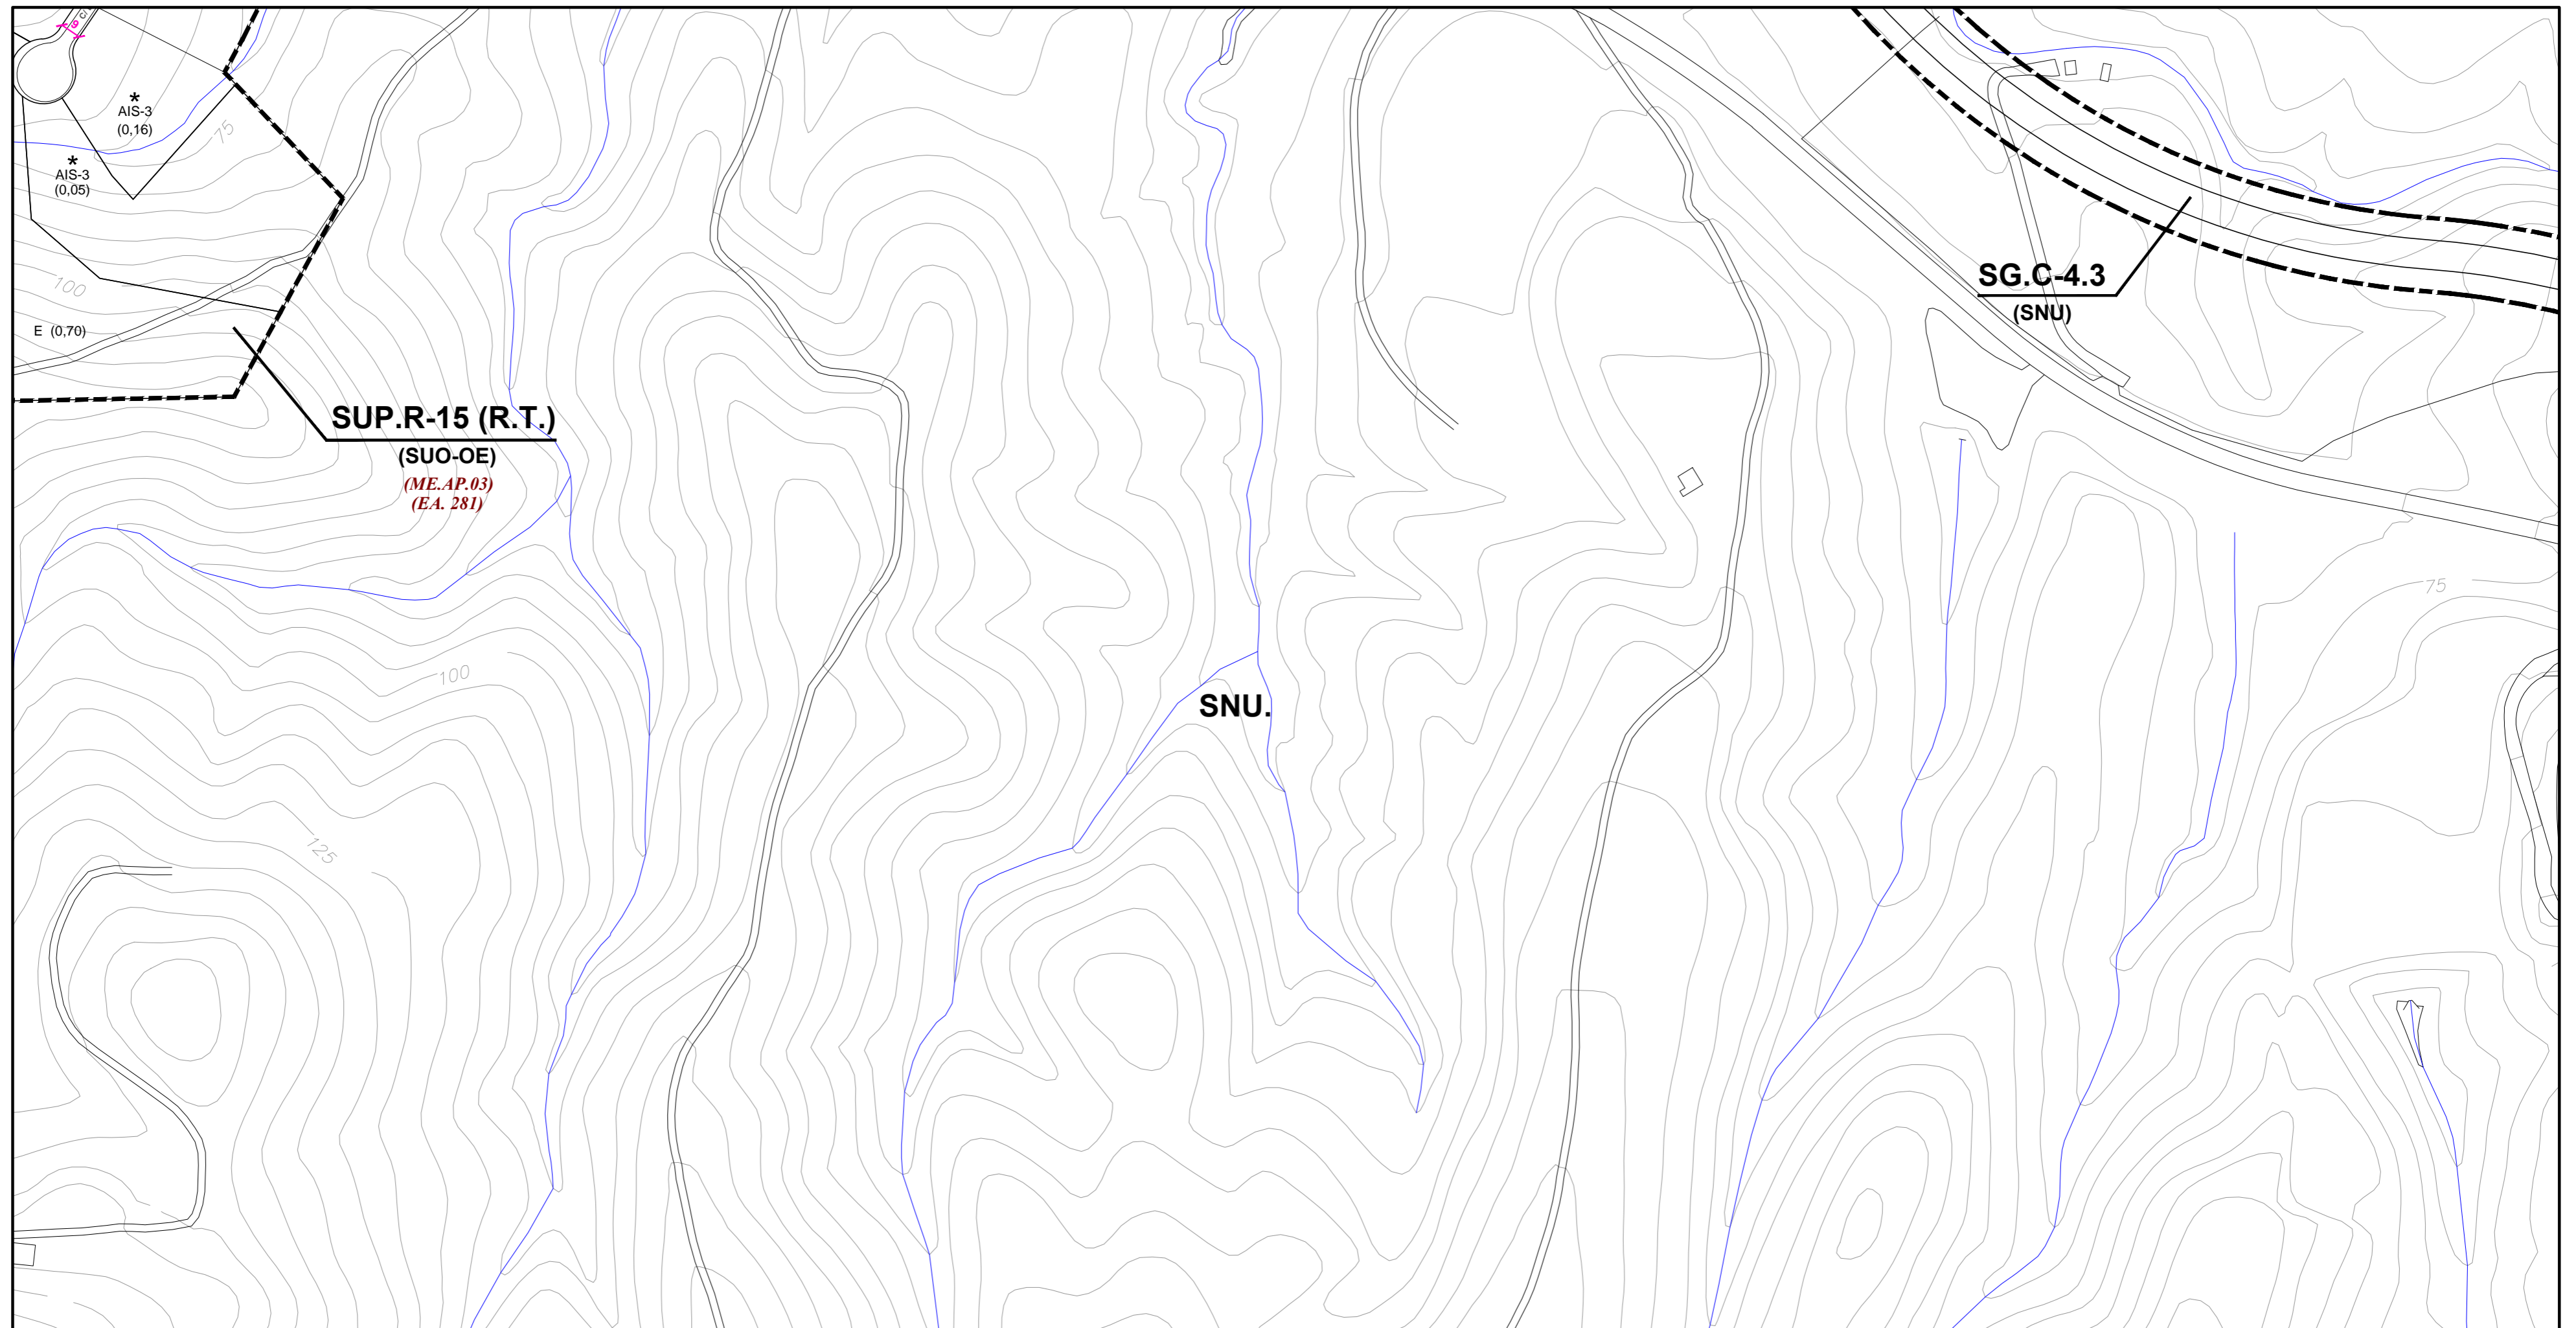 9
C/
*
AIS-3
(0,16)
75
*
AIS-3
(0,05)
100
E (0,70)
SUP.R-15 (R.T.)
(SUO-OE)
(ME.AP.03)
(EA. 281)
SG.C-4.3
(SNU)
75
100
SNU.
125